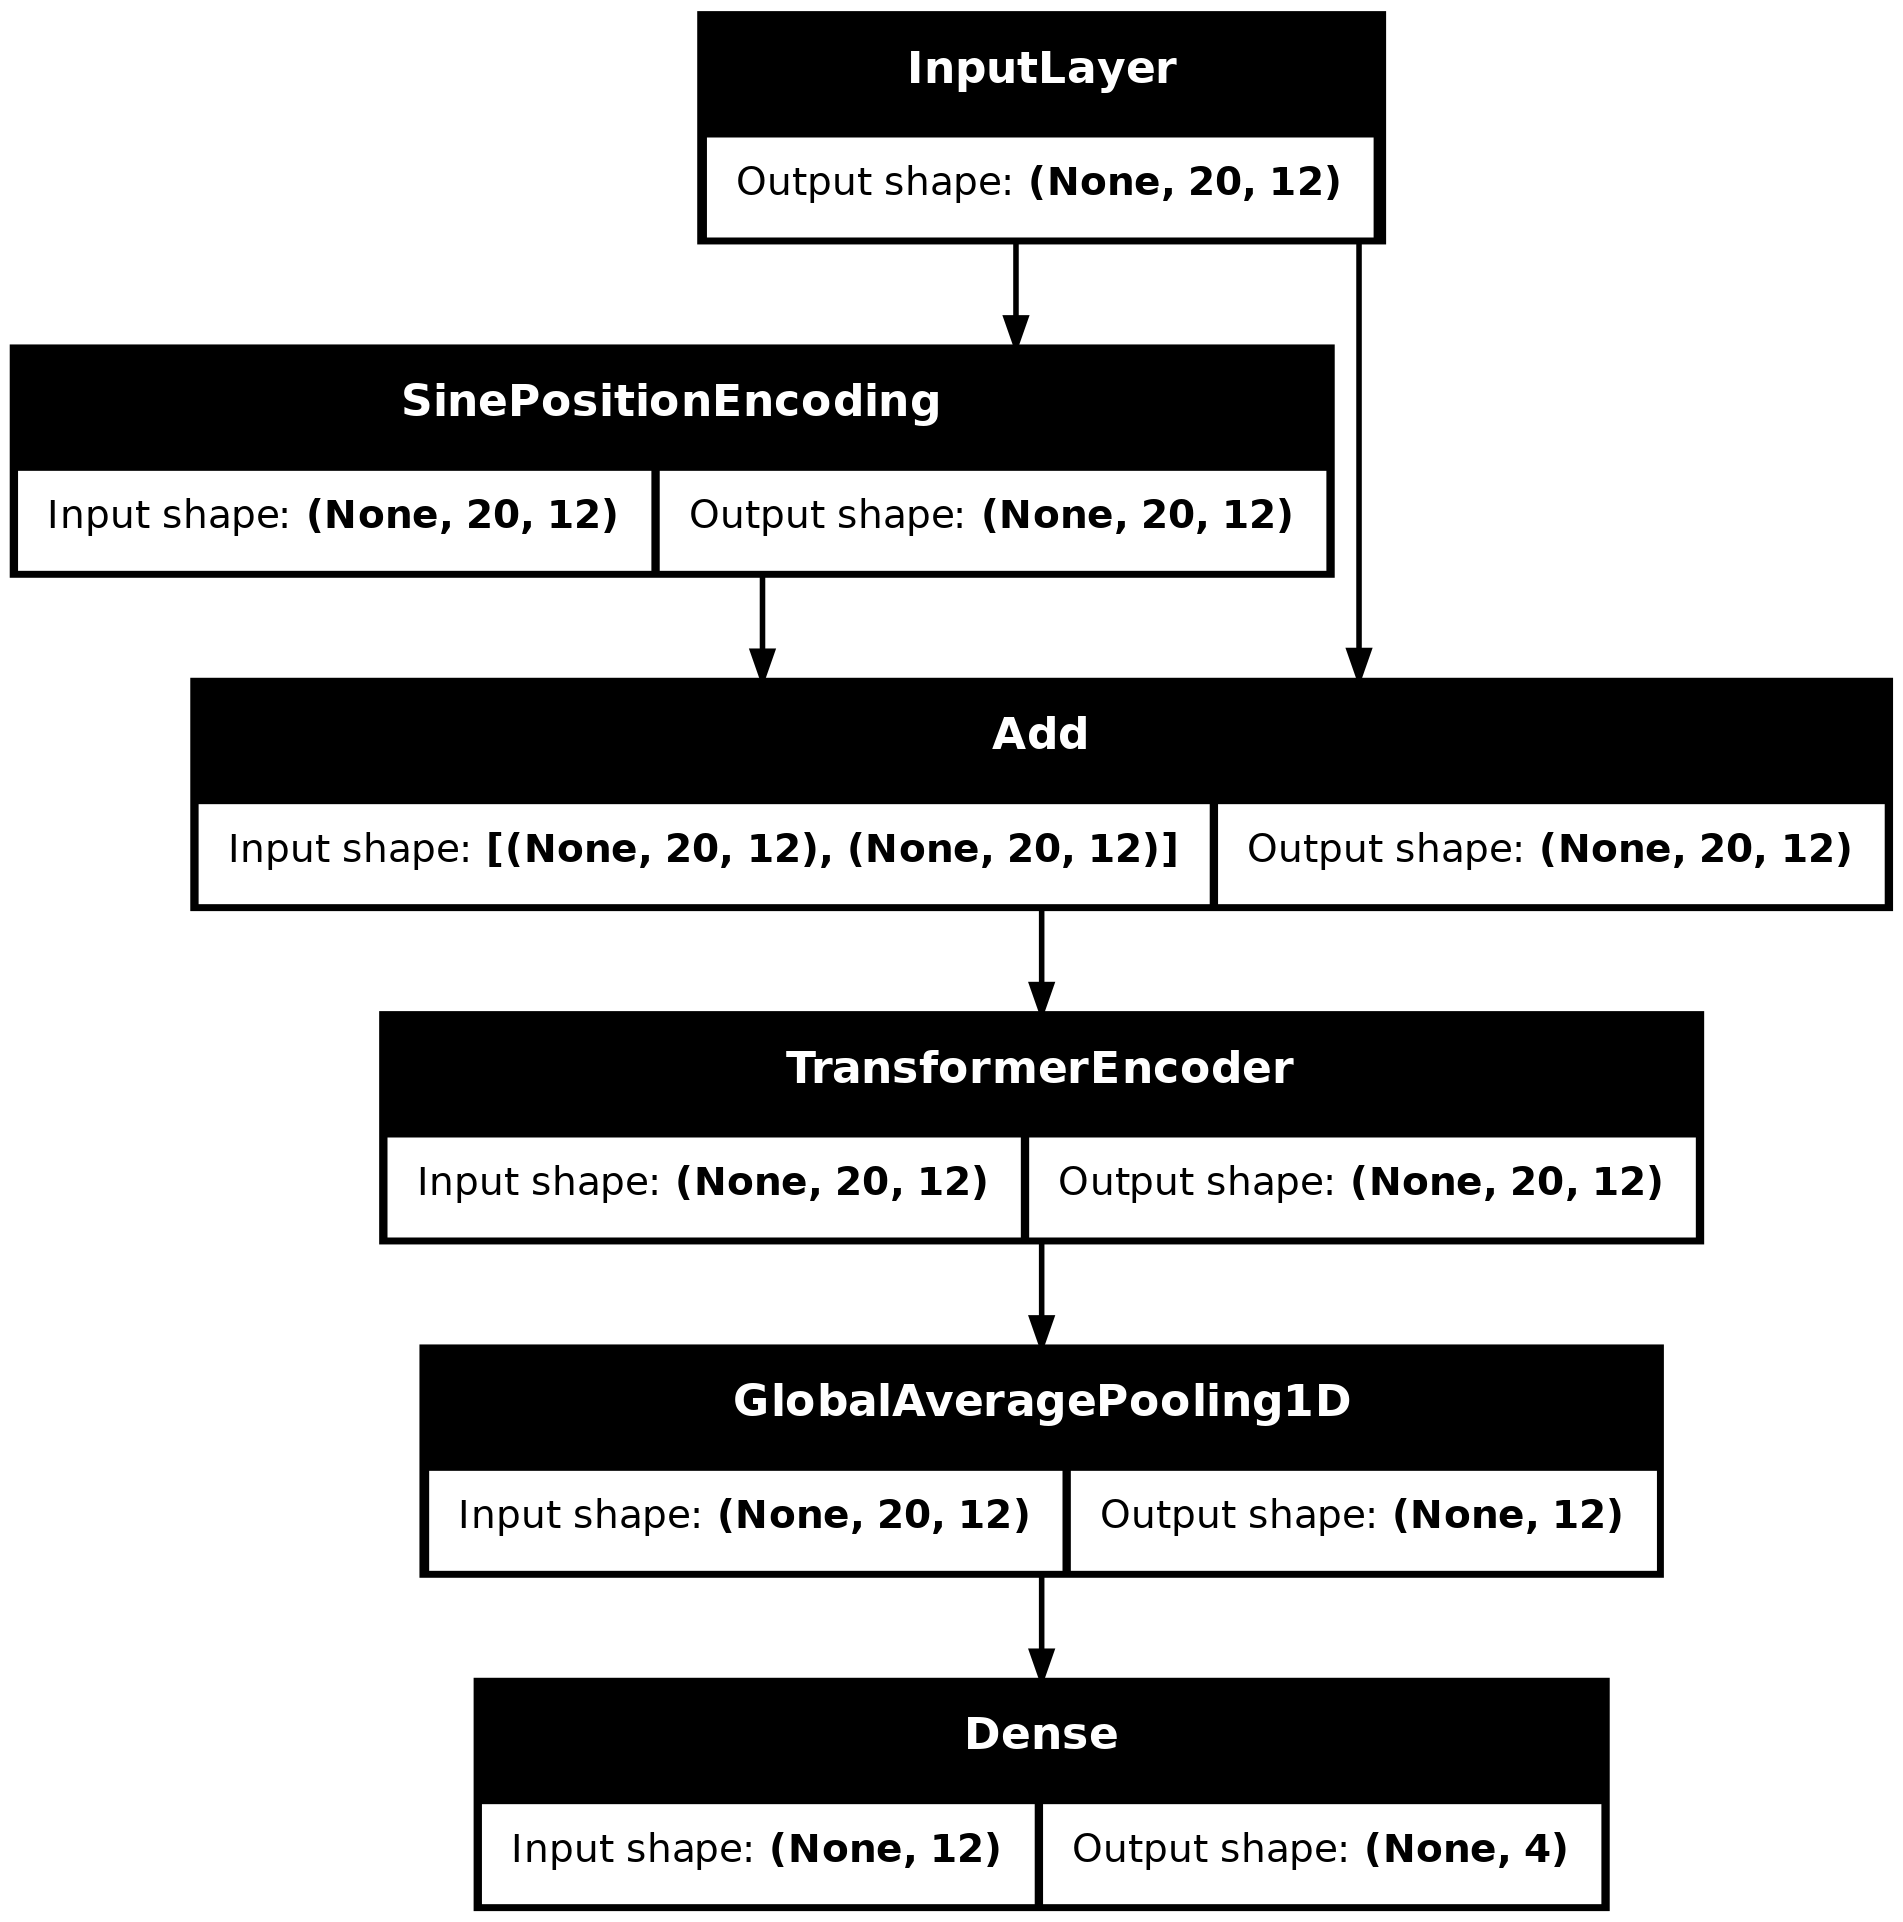 InputLayer
Output shape: (None, 20, 12)
SinePositionEncoding
Input shape: (None, 20, 12) Output shape: (None, 20, 12)
Add
Input shape: [(None, 20, 12), (None, 20, 12)] Output shape: (None, 20, 12)
TransformerEncoder
Input shape: (None, 20, 12) Output shape: (None, 20, 12)
GlobalAveragePooling1D
Input shape: (None, 20, 12) Output shape: (None, 12)
Dense
Input shape: (None, 12) Output shape: (None, 4)